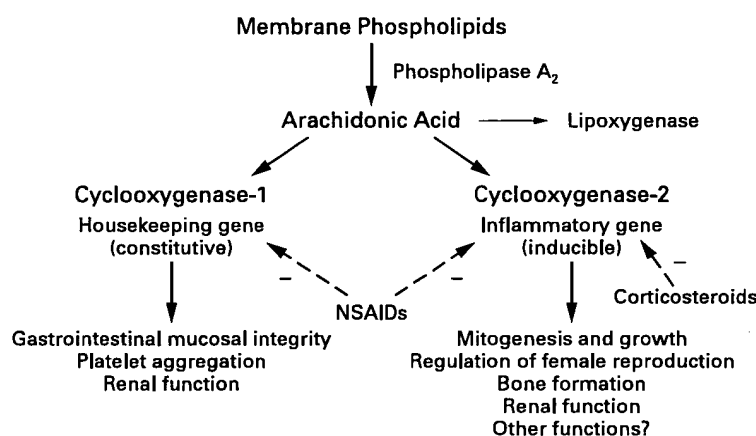 Membrane Phospholipids
Phospholipase A₂
Arachidonic Acid
Lipoxygenase
Cyclooxygenase-1
Housekeeping gene
(constitutive)
Cyclooxygenase-2
Inflammatory gene
(inducible)
–
–
–
NSAIDs
Corticosteroids
Gastrointestinal mucosal integrity
Platelet aggregation
Renal function
Mitogenesis and growth
Regulation of female reproduction
Bone formation
Renal function
Other functions?